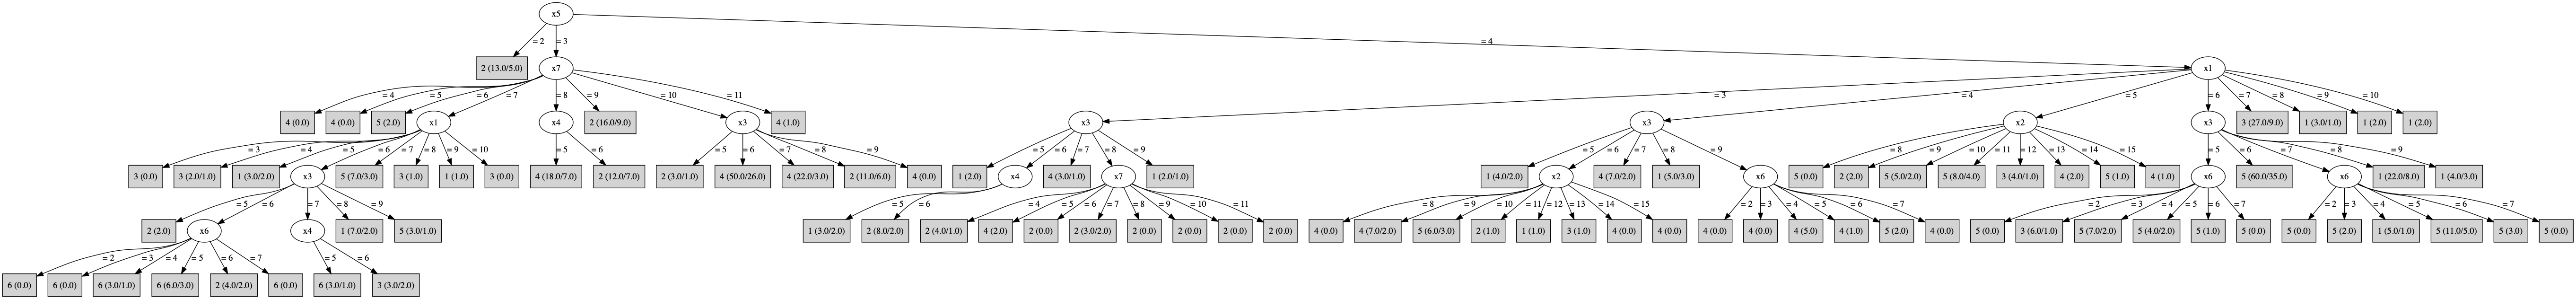 x5
= 2 = 3 = 4
2 (13.0/5.0) x7 x1
= 4 = 5 = 6 = 7 = 8 = 9 = 10 = 11 = 3 = 4 = 5 = 6 = 7 = 8 = 9 = 10
4 (0.0) 4 (0.0) 5 (2.0) x1 x4 2 (16.0/9.0) x3 4 (1.0) x3 x3 x2 x3 3 (27.0/9.0) 1 (3.0/1.0) 1 (2.0) 1 (2.0)
= 3 = 4 = 5 = 6 = 7 = 8 = 9 = 10 = 5 = 6 = 5 = 6 = 7 = 8 = 9 = 5 = 6 = 7 = 8 = 9 = 5 = 6 = 7 = 8 = 9 = 8 = 9 = 10 = 11 = 12 = 13 = 14 = 15 = 5 = 6 = 7 = 8 = 9
3 (0.0) 3 (2.0/1.0) 1 (3.0/2.0) x3 5 (7.0/3.0) 3 (1.0) 1 (1.0) 3 (0.0) 4 (18.0/7.0) 2 (12.0/7.0) 2 (3.0/1.0) 4 (50.0/26.0) 4 (22.0/3.0) 2 (11.0/6.0) 4 (0.0) 1 (2.0) x4 4 (3.0/1.0) x7 1 (2.0/1.0) 1 (4.0/2.0) x2 4 (7.0/2.0) 1 (5.0/3.0) x6 5 (0.0) 2 (2.0) 5 (5.0/2.0) 5 (8.0/4.0) 3 (4.0/1.0) 4 (2.0) 5 (1.0) 4 (1.0) x6 5 (60.0/35.0) x6 1 (22.0/8.0) 1 (4.0/3.0)
= 5 = 6 = 7 = 8 = 9 = 5 = 6 = 4 = 5 = 6 = 7 = 8 = 9 = 10 = 11 = 8 = 9 = 10 = 11 = 12 = 13 = 14 = 15 = 2 = 3 = 4 = 5 = 6 = 7 = 2 = 3 = 4 = 5 = 6 = 7 = 2 = 3 = 4 = 5 = 6 = 7
2 (2.0) x6 x4 1 (7.0/2.0) 5 (3.0/1.0) 1 (3.0/2.0) 2 (8.0/2.0) 2 (4.0/1.0) 4 (2.0) 2 (0.0) 2 (3.0/2.0) 2 (0.0) 2 (0.0) 2 (0.0) 2 (0.0) 4 (0.0) 4 (7.0/2.0) 5 (6.0/3.0) 2 (1.0) 1 (1.0) 3 (1.0) 4 (0.0) 4 (0.0) 4 (0.0) 4 (0.0) 4 (5.0) 4 (1.0) 5 (2.0) 4 (0.0) 5 (0.0) 3 (6.0/1.0) 5 (7.0/2.0) 5 (4.0/2.0) 5 (1.0) 5 (0.0) 5 (0.0) 5 (2.0) 1 (5.0/1.0) 5 (11.0/5.0) 5 (3.0) 5 (0.0)
= 2 = 3 = 4 = 5 = 6 = 7 = 5 = 6
6 (0.0) 6 (0.0) 6 (3.0/1.0) 6 (6.0/3.0) 2 (4.0/2.0) 6 (0.0) 6 (3.0/1.0) 3 (3.0/2.0)